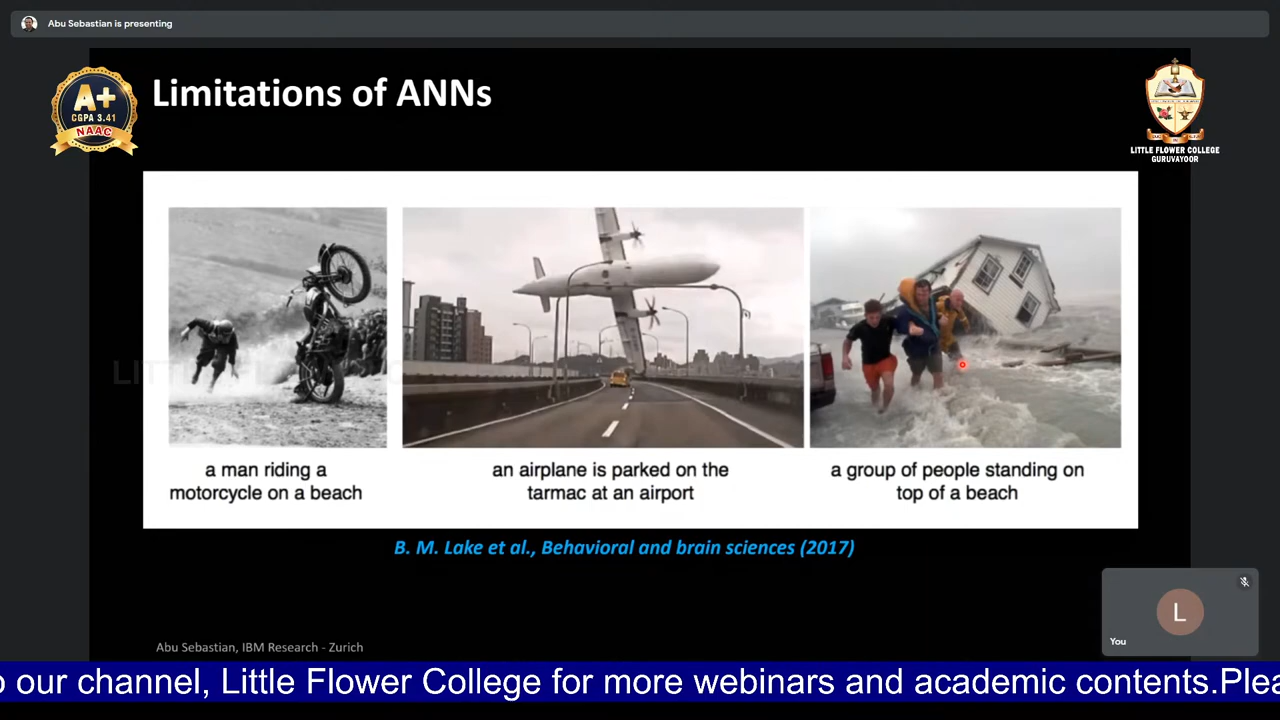 Abu Sebastian is presenting
A+
CGPA 3.41
NAAC
Limitations of ANNs
LITTLE FLOWER COLLEGE
GURUVAYOOR
a man riding a
motorcycle on a beach
an airplane is parked on the
tarmac at an airport
a group of people standing on
top of a beach
B. M. Lake et al., Behavioral and brain sciences (2017)
L
You
Abu Sebastian, IBM Research - Zurich
our channel, Little Flower College for more webinars and academic contents.